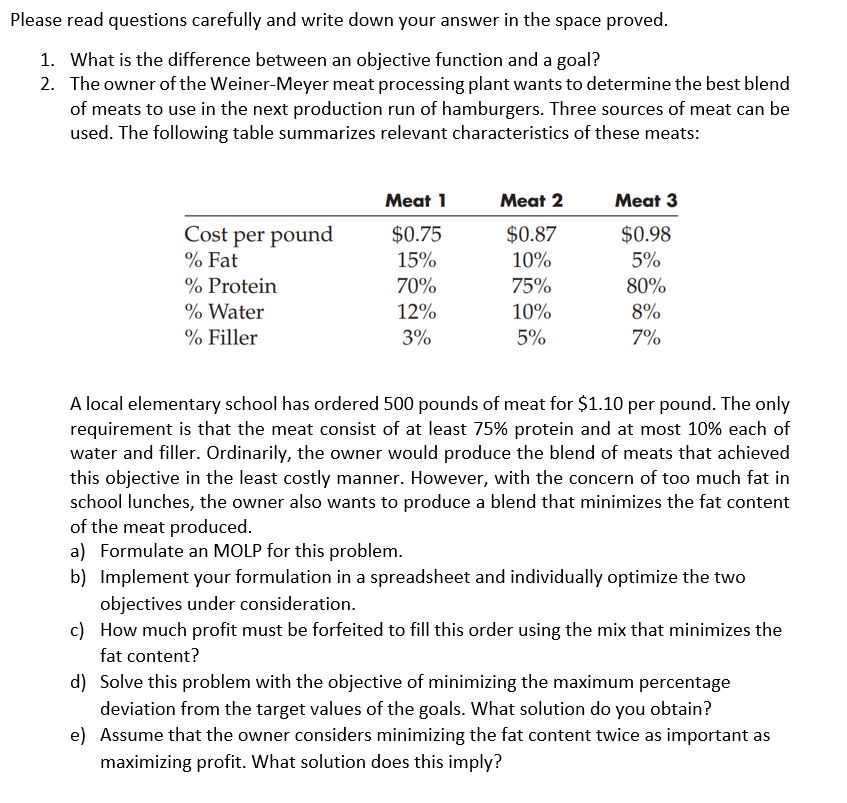 Please read questions carefully and write down your answer in the space proved.
1. What is the difference between an objective function and a goal?
2. The owner of the Weiner-Meyer meat processing plant wants to determine the best blend
of meats to use in the next production run of hamburgers. Three sources of meat can be
used. The following table summarizes relevant characteristics of these meats:
Meat 1 Meat 2 Meat 3
Cost per pound $0.75 $0.87 $0.98
% Fat 15% 10% 5%
% Protein 70% 75% 80%
% Water 12% 10% 8%
% Filler 3% 5% 7%
A local elementary school has ordered 500 pounds of meat for $1.10 per pound. The only
requirement is that the meat consist of at least 75% protein and at most 10% each of
water and filler. Ordinarily, the owner would produce the blend of meats that achieved
this objective in the least costly manner. However, with the concern of too much fat in
school lunches, the owner also wants to produce a blend that minimizes the fat content
of the meat produced.
a) Formulate an MOLP for this problem.
b) Implement your formulation in a spreadsheet and individually optimize the two
objectives under consideration.
c) How much profit must be forfeited to fill this order using the mix that minimizes the
fat content?
d) Solve this problem with the objective of minimizing the maximum percentage
deviation from the target values of the goals. What solution do you obtain?
e) Assume that the owner considers minimizing the fat content twice as important as
maximizing profit. What solution does this imply?